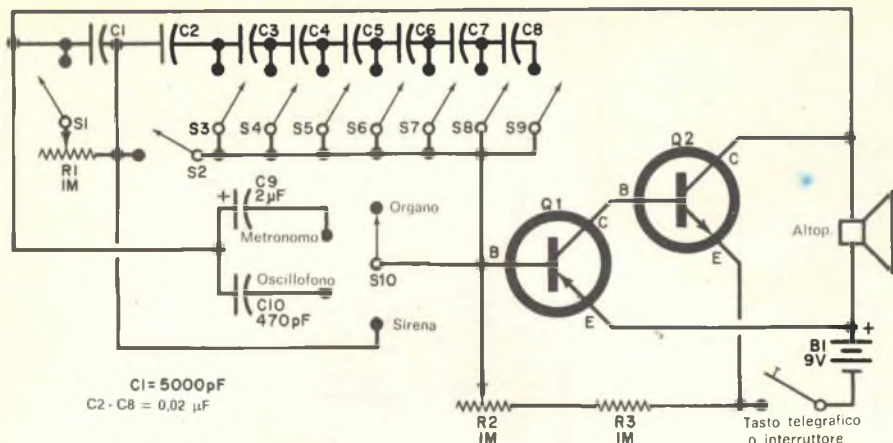 C1
C2
C3
C4
C5
C6
C7
C8
S1
R1
1M
S2
S3
S4
S5
S6
S7
S8
S9
C9
+ 2µF
Metronomo
Organo
Oscillofono
S10
C10
470pF
Sirena
Q1
B
C
E
Q2
B
C
E
Altop.
+
B1
9V
C1 = 5000pF
C2 - C8 = 0,02 µF
R2
1M
R3
1M
Tasto telegrafico
o interruttore